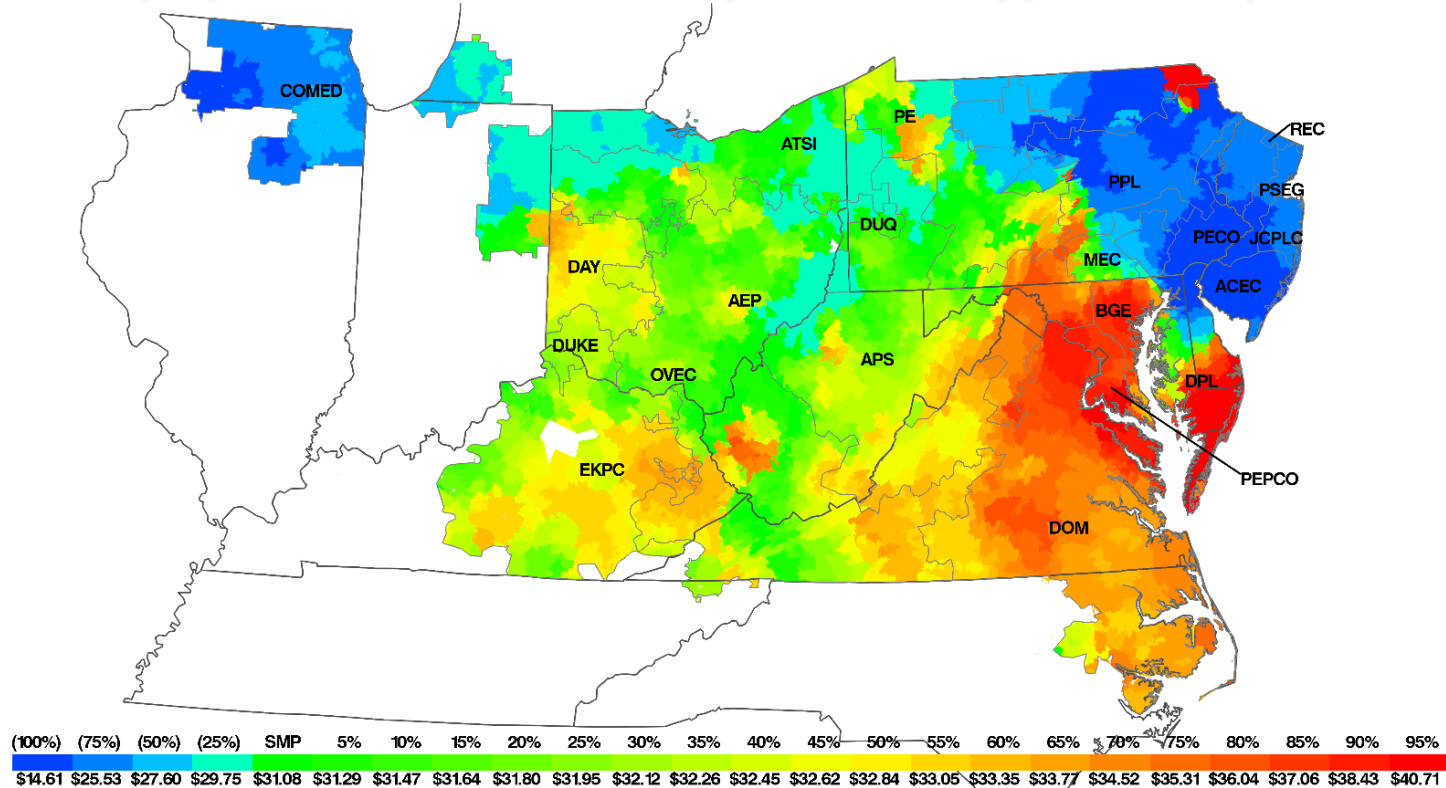 COMED
PE
ATSI
REC
PPL
PSEG
DUQ
PECO
JCPLC
MEC
DAY
ACEC
AEP
BGE
DUKE
APS
OVEC
DPL
EKPC
PEPCO
DOM
(100%) (75%) (50%) (25%) SMP 5% 10% 15% 20% 25% 30% 35% 40% 45% 50% 55% 60% 65% 70% 75% 80% 85% 90% 95%
$14.61 $25.53 $27.60 $29.75 $31.08 $31.29 $31.47 $31.64 $31.80 $31.95 $32.12 $32.26 $32.45 $32.62 $32.84 $33.05 $33.35 $33.77 $34.52 $35.31 $36.04 $37.06 $38.43 $40.71